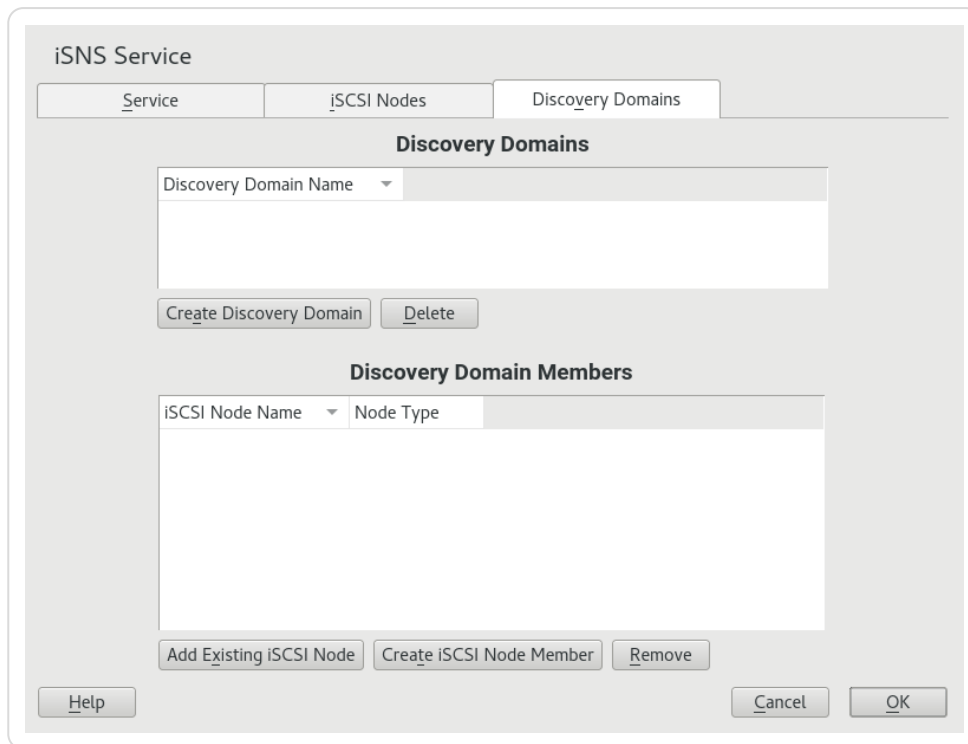 iSNS Service
Service iSCSI Nodes Discovery Domains
Discovery Domains
Discovery Domain Name
Create Discovery Domain Delete
Discovery Domain Members
iSCSI Node Name Node Type
Add Existing iSCSI Node Create iSCSI Node Member Remove
Help Cancel OK